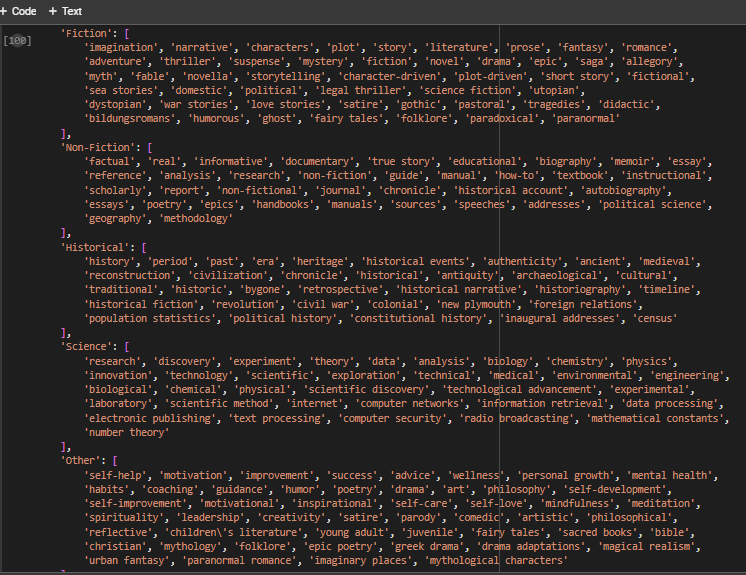 + Code + Text
[100]
'Fiction': [
'imagination', 'narrative', 'characters', 'plot', 'story', 'literature', 'prose', 'fantasy', 'romance',
'adventure', 'thriller', 'suspense', 'mystery', 'fiction', 'novel', 'drama', 'epic', 'saga', 'allegory',
'myth', 'fable', 'novella', 'storytelling', 'character-driven', 'plot-driven', 'short story', 'fictional',
'sea stories', 'domestic', 'political', 'legal thriller', 'science fiction', 'utopian',
'dystopian', 'war stories', 'love stories', 'satire', 'gothic', 'pastoral', 'tragedies', 'didactic',
'bildungsromans', 'humorous', 'ghost', 'fairy tales', 'folklore', 'paradoxical', 'paranormal'
],
'Non-Fiction': [
'factual', 'real', 'informative', 'documentary', 'true story', 'educational', 'biography', 'memoir', 'essay',
'reference', 'analysis', 'research', 'non-fiction', 'guide', 'manual', 'how-to', 'textbook', 'instructional',
'scholarly', 'report', 'non-fictional', 'journal', 'chronicle', 'historical account', 'autobiography',
'essays', 'poetry', 'epics', 'handbooks', 'manuals', 'sources', 'speeches', 'addresses', 'political science',
'geography', 'methodology'
],
'Historical': [
'history', 'period', 'past', 'era', 'heritage', 'historical events', 'authenticity', 'ancient', 'medieval',
'reconstruction', 'civilization', 'chronicle', 'historical', 'antiquity', 'archaeological', 'cultural',
'traditional', 'historic', 'bygone', 'retrospective', 'historical narrative', 'historiography', 'timeline',
'historical fiction', 'revolution', 'civil war', 'colonial', 'new plymouth', 'foreign relations',
'population statistics', 'political history', 'constitutional history', 'inaugural addresses', 'census'
],
'Science': [
'research', 'discovery', 'experiment', 'theory', 'data', 'analysis', 'biology', 'chemistry', 'physics',
'innovation', 'technology', 'scientific', 'exploration', 'technical', 'medical', 'environmental', 'engineering',
'biological', 'chemical', 'physical', 'scientific discovery', 'technological advancement', 'experimental',
'laboratory', 'scientific method', 'internet', 'computer networks', 'information retrieval', 'data processing',
'electronic publishing', 'text processing', 'computer security', 'radio broadcasting', 'mathematical constants',
'number theory'
],
'Other': [
'self-help', 'motivation', 'improvement', 'success', 'advice', 'wellness', 'personal growth', 'mental health',
'habits', 'coaching', 'guidance', 'humor', 'poetry', 'drama', 'art', 'philosophy', 'self-development',
'self-improvement', 'motivational', 'inspirational', 'self-care', 'self-love', 'mindfulness', 'meditation',
'spirituality', 'leadership', 'creativity', 'satire', 'parody', 'comedic', 'artistic', 'philosophical',
'reflective', 'children\'s literature', 'young adult', 'juvenile', 'fairy tales', 'sacred books', 'bible',
'christian', 'mythology', 'folklore', 'epic poetry', 'greek drama', 'drama adaptations', 'magical realism',
'urban fantasy', 'paranormal romance', 'imaginary places', 'mythological characters'